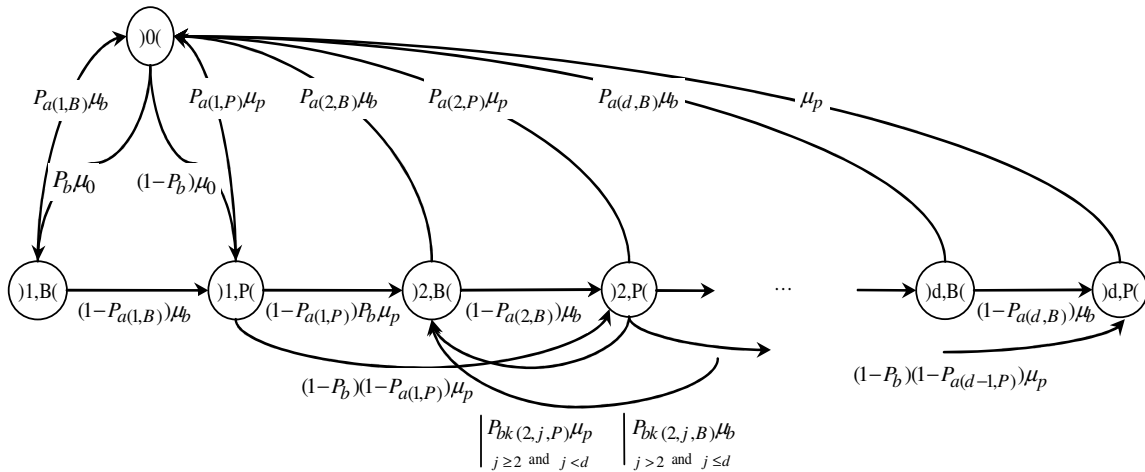 )0(
P_{a(1,B)}μ_b
P_{a(1,P)}μ_p
P_{a(2,B)}μ_b
P_{a(2,P)}μ_p
P_{a(d,B)}μ_b
μ_p
P_bμ_0
(1−P_b)μ_0
)1,B(
)1,P(
)2,B(
)2,P(
...
)d,B(
)d,P(
(1−P_{a(1,B)})μ_b
(1−P_{a(1,P)})P_bμ_p
(1−P_{a(2,B)})μ_b
(1−P_{a(d,B)})μ_b
(1−P_b)(1−P_{a(1,P)})μ_p
(1−P_b)(1−P_{a(d−1,P)})μ_p
P_{bk(2,j,P)}μ_p
j≥2 and j<d
P_{bk(2,j,B)}μ_b
j>2 and j≤d